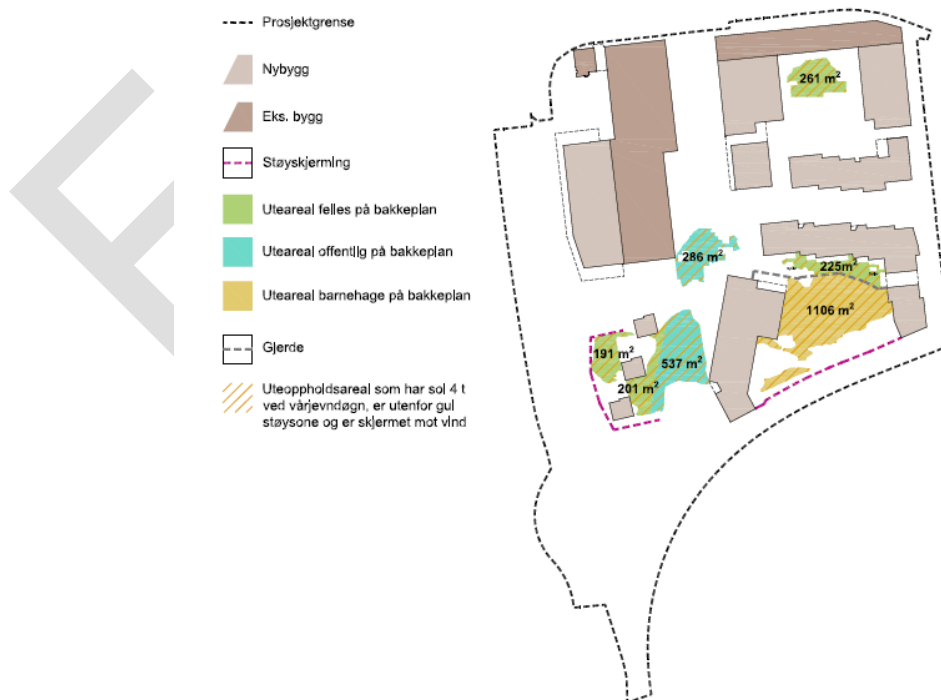 Prosjektgrense
Nybygg
Eks. bygg
Støyskjerming
Uteareal felles på bakkeplan
Uteareal offentlig på bakkeplan
Uteareal barnehage på bakkeplan
Gjerde
Uteoppholdsareal som har sol 4 t
ved vårjevndøgn, er utenfor gul
støysone og er skjermet mot vind
261 m²
286 m²
225m²
1106 m²
191 m²
537 m²
201 m²